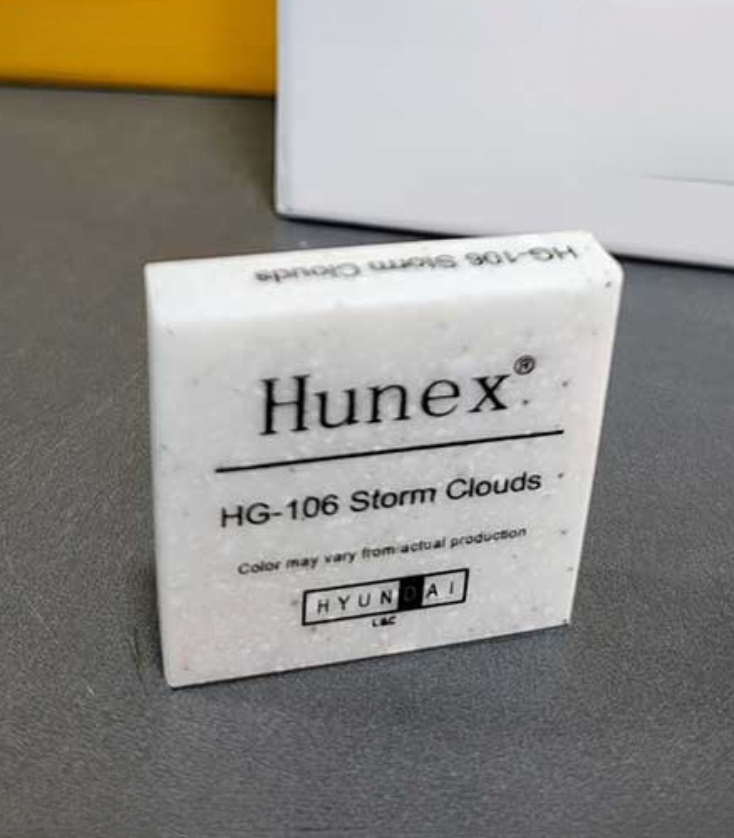 HG-106 Storm Clouds
Hunex®
HG-106 Storm Clouds
Color may vary from actual production
HYUNDAI
L&C